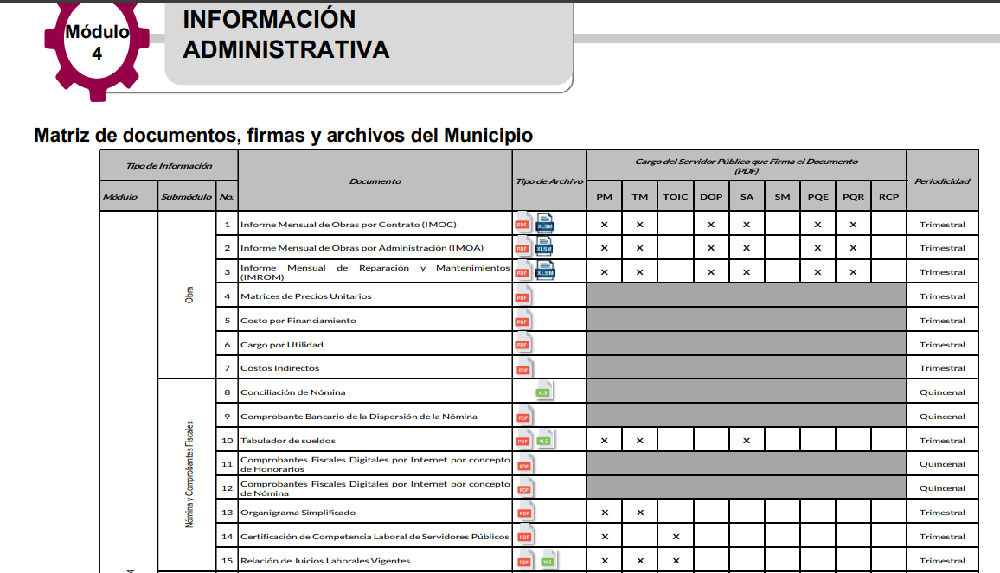 Módulo
4
INFORMACIÓN
ADMINISTRATIVA
Matriz de documentos, firmas y archivos del Municipio
Tipo de Información Documento Tipo de Archivo Cargo del Servidor Público que Firma el Documento
(PDF) Periodicidad
Módulo Submódulo No. PM TM TOIC DOP SA SM PQE PQR RCP
Obra
1 Informe Mensual de Obras por Contrato (IMOC) PDF XLSM x x x x x x Trimestral
2 Informe Mensual de Obras por Administración (IMOA) PDF XLSM x x x x x x Trimestral
3 Informe Mensual de Reparación y Mantenimientos
(IMROM) PDF XLSM x x x x x x Trimestral
4 Matrices de Precios Unitarios PDF Trimestral
5 Costo por Financiamiento PDF Trimestral
6 Cargo por Utilidad PDF Trimestral
7 Costos Indirectos PDF Trimestral
Nómina y Comprobantes Fiscales
8 Conciliación de Nómina XLS Quincenal
9 Comprobante Bancario de la Dispersión de la Nómina PDF Quincenal
10 Tabulador de sueldos PDF XLS x x x Trimestral
11 Comprobantes Fiscales Digitales por Internet por concepto
de Honorarios PDF Quincenal
12 Comprobantes Fiscales Digitales por Internet por concepto
de Nómina PDF Quincenal
13 Organigrama Simplificado PDF x x Trimestral
14 Certificación de Competencia Laboral de Servidores Públicos PDF x x Trimestral
15 Relación de Juicios Laborales Vigentes PDF XLS x x x Trimestral